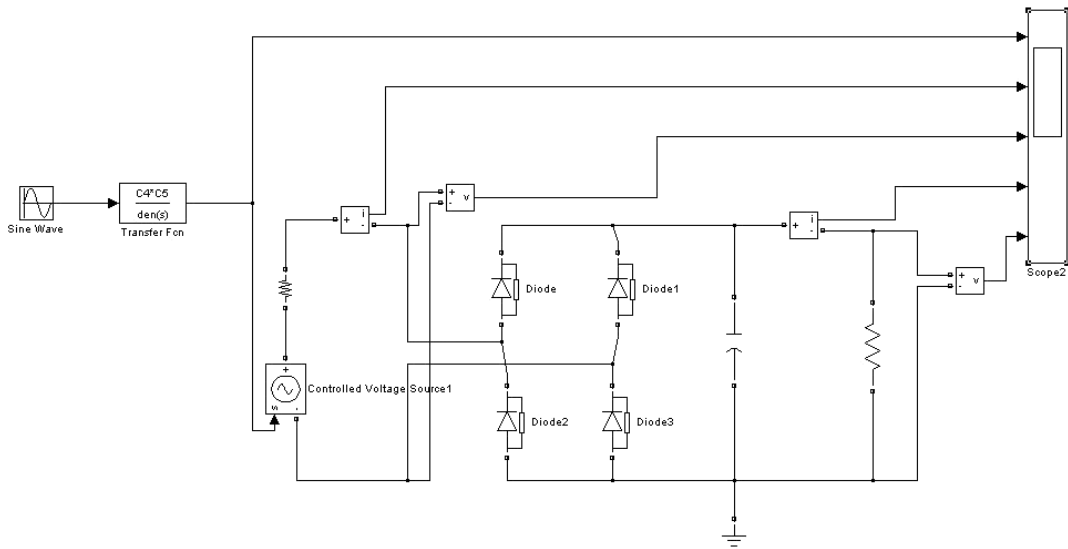 C4*C5
den(s)
Sine Wave
Transfer Fcn
+
i
-
+
-
v
+
i
-
+
-
v
Scope2
Diode
Diode1
+
s
-
Controlled Voltage Source1
Diode2
Diode3